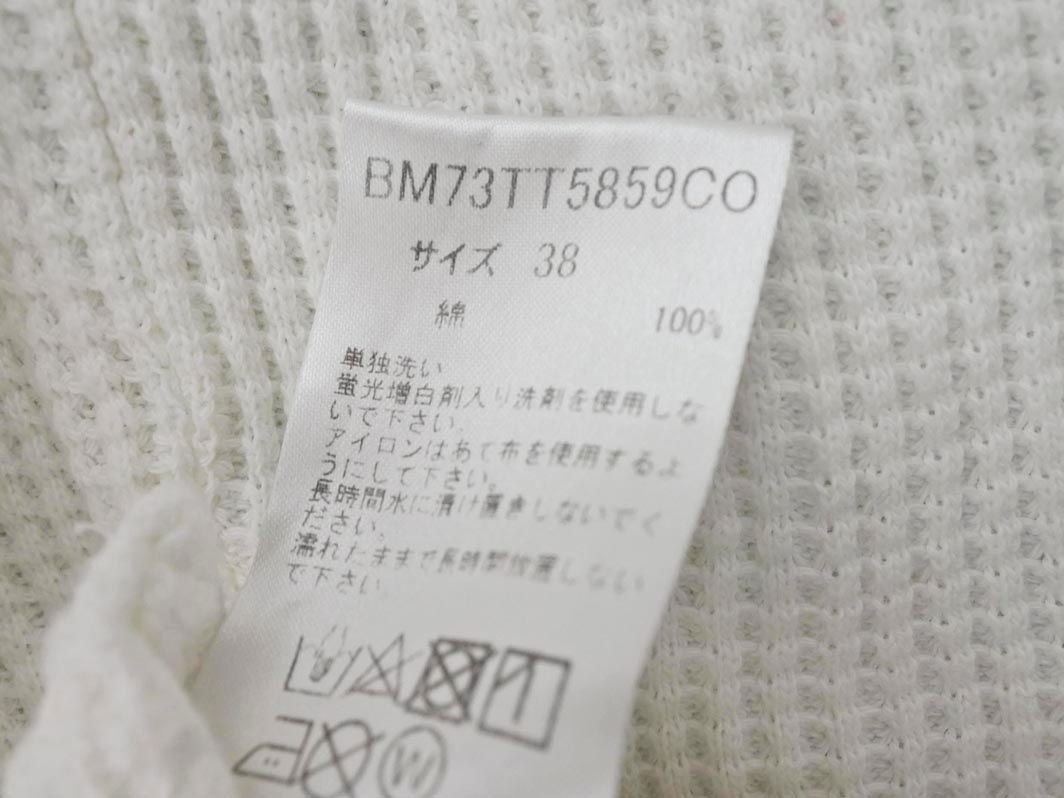 BM73TT5859CO
サイズ 38
綿 100%
単独洗い
蛍光増白剤入り洗剤を使用しな
いで下さい。
アイロンはあて布を使用するよ
うにして下さい。
長時間水に漬け置きしないでく
ださい。
濡れたままで長時間放置しない
で下さい。
W